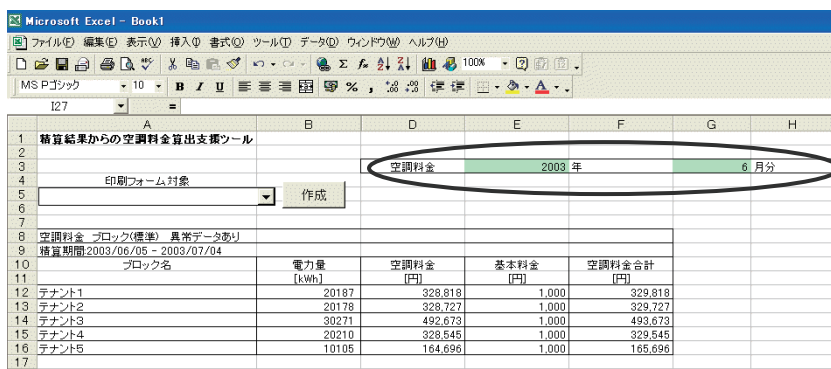 Microsoft Excel - Book1
ファイル(F) 編集(E) 表示(V) 挿入(I) 書式(O) ツール(T) データ(D) ウィンドウ(W) ヘルプ(H)
100%
MS Pゴシック 10 B I U % ,
I27 =
A B D E F G H
1 精算結果からの空調料金算出支援ツール
2
3 空調料金 2003 年 6 月分
4 印刷フォーム対象
5 作成
6
7
8 空調料金 ブロック(標準) 異常データあり
9 精算期間:2003/06/05 - 2003/07/04
10 ブロック名 電力量 空調料金 基本料金 空調料金合計
11 [kWh] [円] [円] [円]
12 テナント1 20187 328,818 1,000 329,818
13 テナント2 20178 328,727 1,000 329,727
14 テナント3 30271 492,673 1,000 493,673
15 テナント4 20210 328,545 1,000 329,545
16 テナント5 10105 164,696 1,000 165,696
17